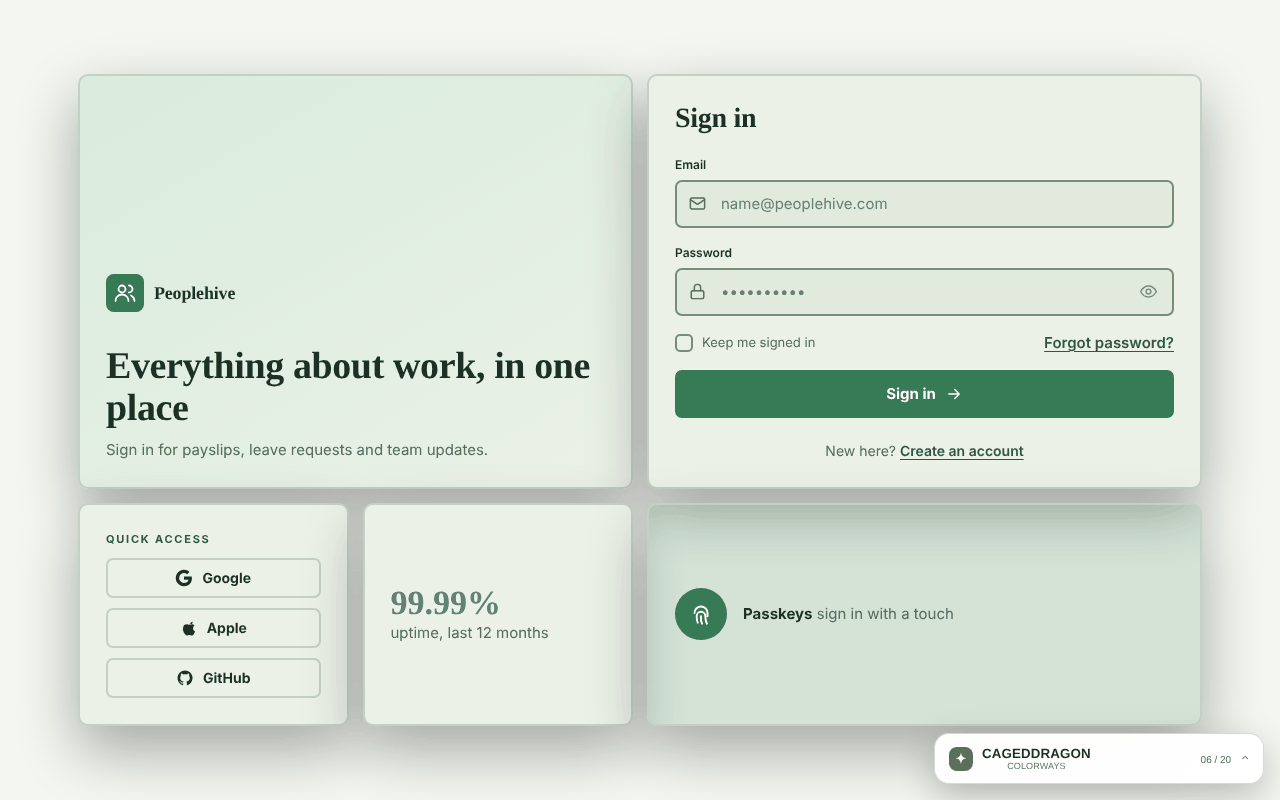 Peoplehive
Everything about work, in one
place
Sign in for payslips, leave requests and team updates.
Sign in
Email
name@peoplehive.com
Password
••••••••••
Keep me signed in
Forgot password?
Sign in →
New here? Create an account
QUICK ACCESS
Google
Apple
GitHub
99.99%
uptime, last 12 months
Passkeys sign in with a touch
CAGEDDRAGON
COLORWAYS
06 / 20